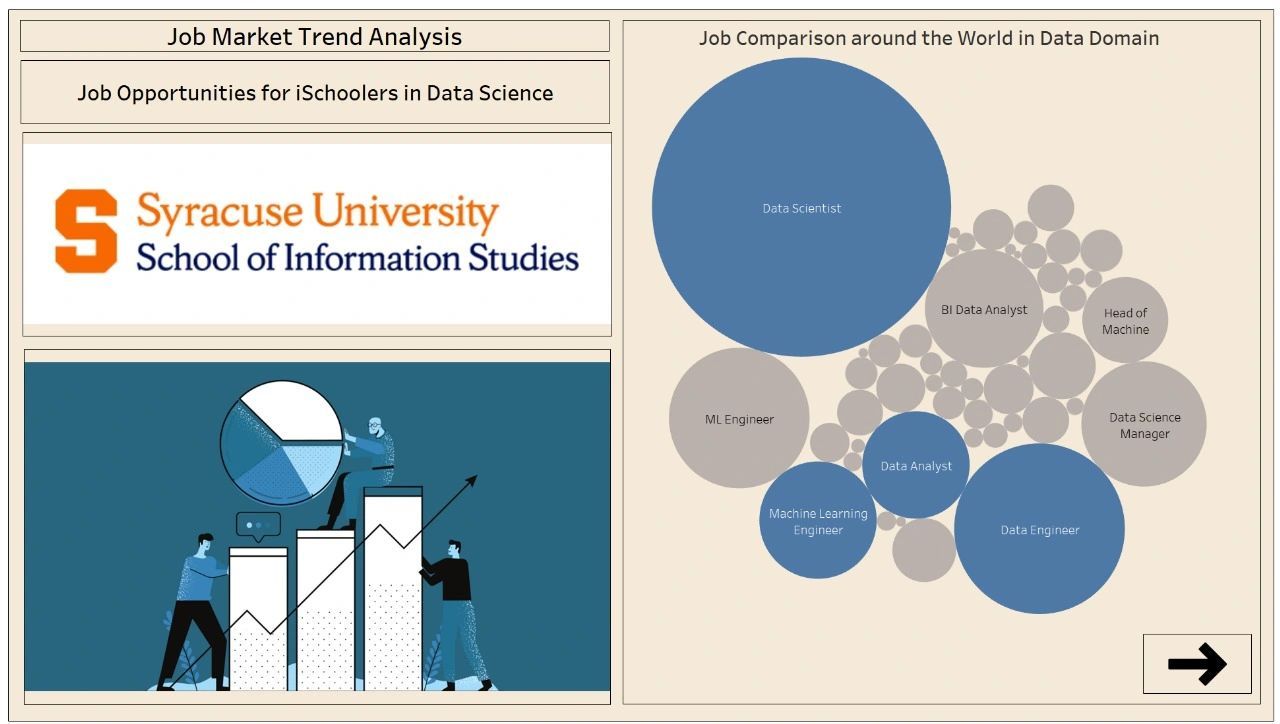 Job Market Trend Analysis
Job Opportunities for iSchoolers in Data Science
S Syracuse University
School of Information Studies
Job Comparison around the World in Data Domain
Data Scientist
BI Data Analyst
Head of
Machine
ML Engineer
Data Science
Manager
Data Analyst
Machine Learning
Engineer
Data Engineer